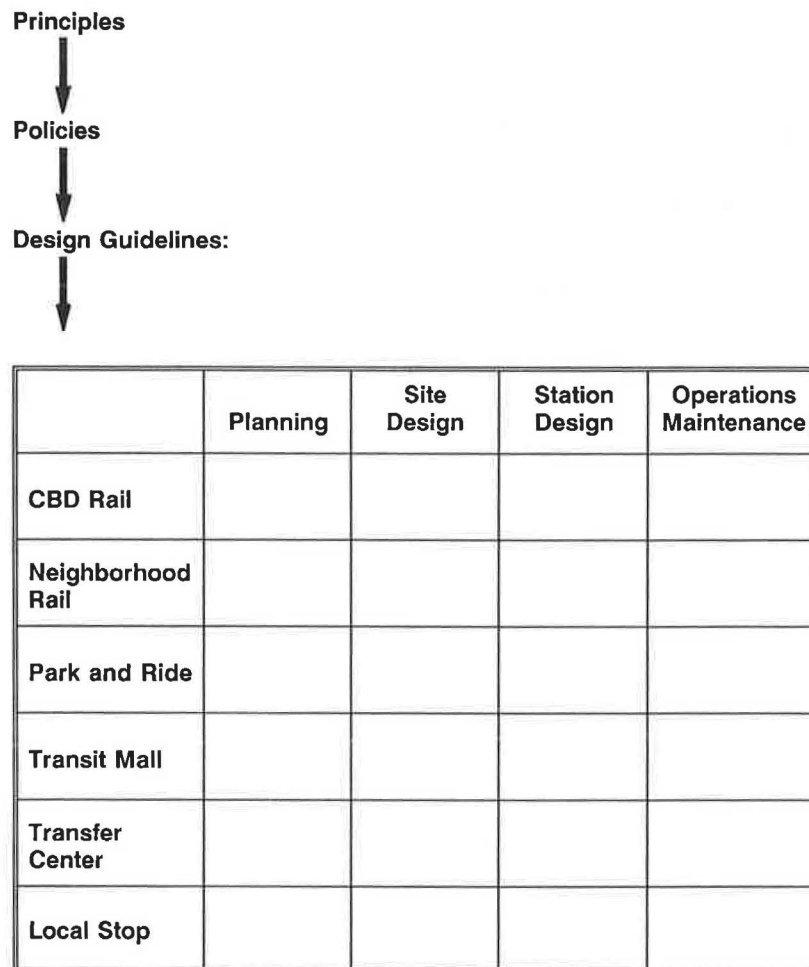 Principles
Policies
Design Guidelines:
Planning
Site
Design
Station
Design
Operations
Maintenance
CBD Rail
Neighborhood
Rail
Park and Ride
Transit Mall
Transfer
Center
Local Stop